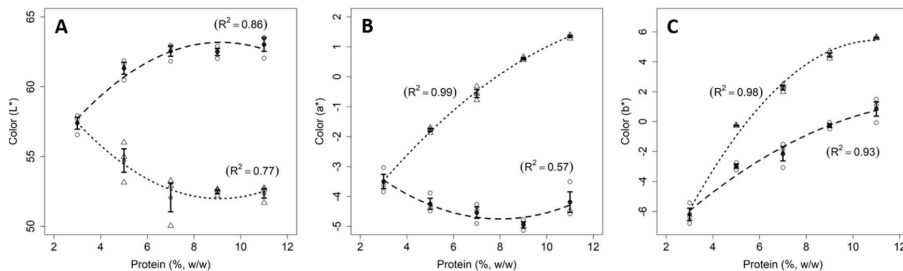 A
(R² = 0.86)
(R² = 0.77)
Color (L*)
65
60
55
50
2
4
6
8
10
12
Protein (%, w/w)
B
(R² = 0.99)
(R² = 0.57)
Color (a*)
2
1
0
-1
-2
-3
-4
-5
2
4
6
8
10
12
Protein (%, w/w)
C
(R² = 0.98)
(R² = 0.93)
Color (b*)
6
4
2
0
-2
-4
-6
2
4
6
8
10
12
Protein (%, w/w)